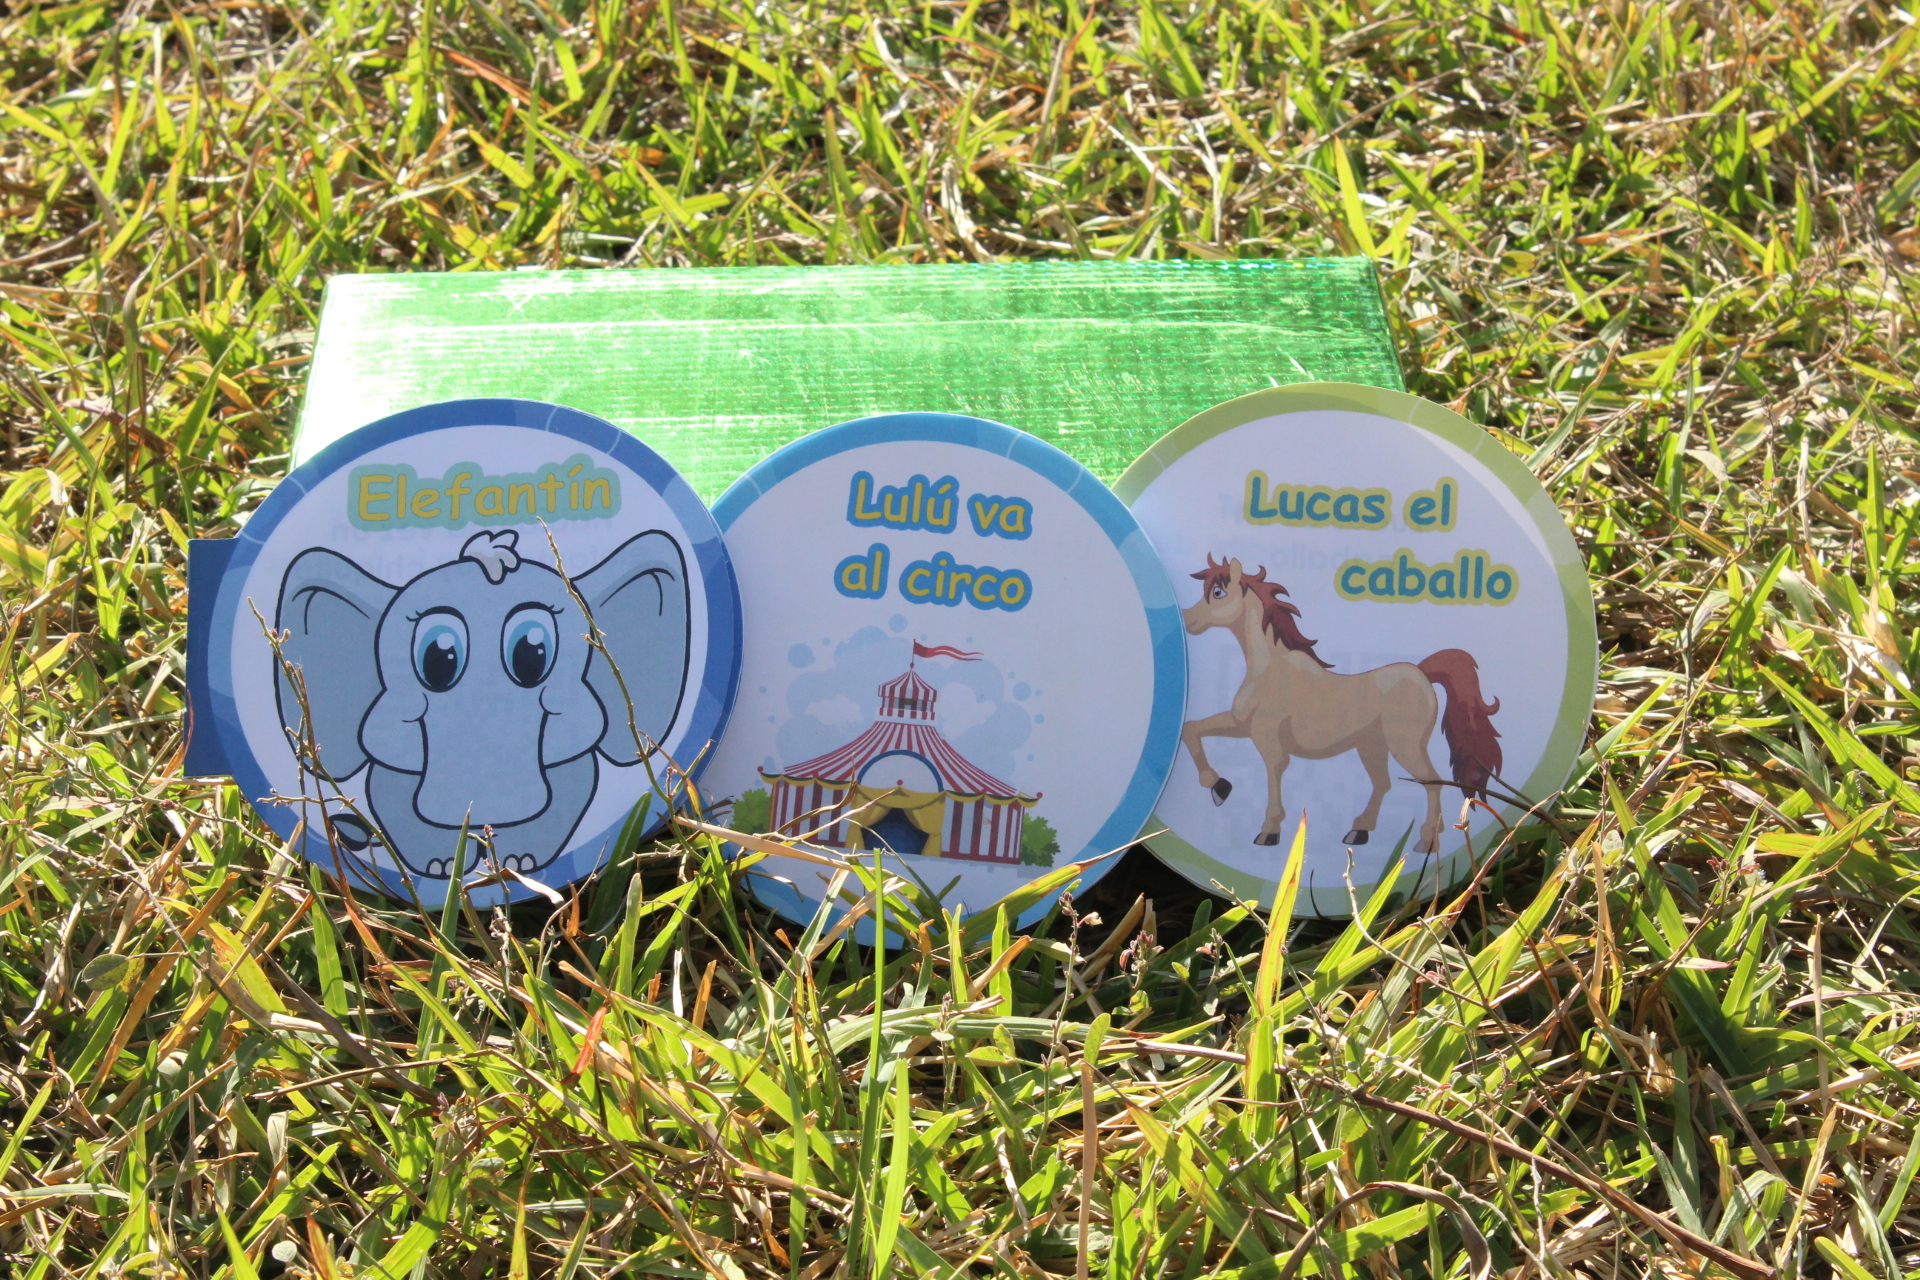 Elefantín
Lulú va
al circo
Lucas el
caballo